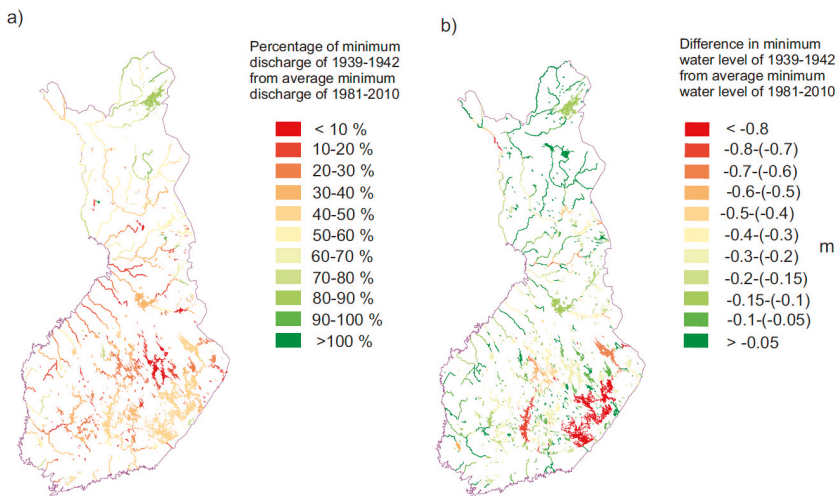 a)
Percentage of minimum
discharge of 1939-1942
from average minimum
discharge of 1981-2010
< 10 %
10-20 %
20-30 %
30-40 %
40-50 %
50-60 %
60-70 %
70-80 %
80-90 %
90-100 %
>100 %
b)
Difference in minimum
water level of 1939-1942
from average minimum
water level of 1981-2010
< -0.8
-0.8-(-0.7)
-0.7-(-0.6)
-0.6-(-0.5)
-0.5-(-0.4)
-0.4-(-0.3)
-0.3-(-0.2)
-0.2-(-0.15)
-0.15-(-0.1)
-0.1-(-0.05)
> -0.05
m